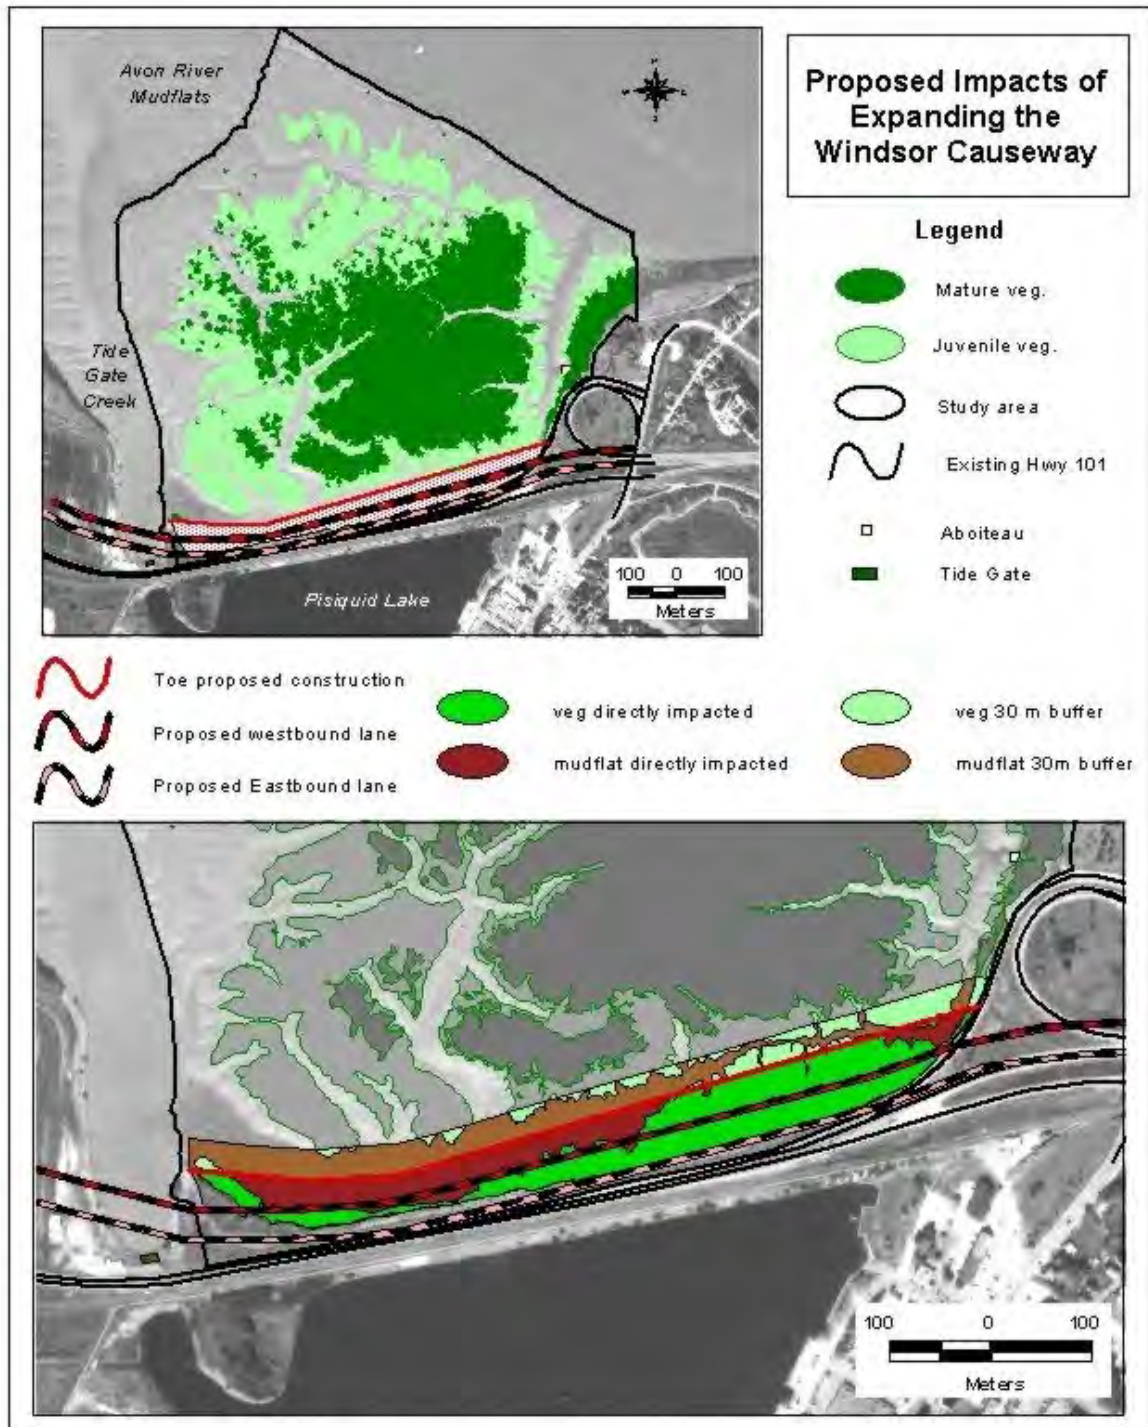 Avon River
Mudflats
Proposed Impacts of
Expanding the
Windsor Causeway
Legend
Mature veg.
Juvenile veg.
Study area
Existing Hwy 101
Aboiteau
Tide Gate
Tide
Gate
Creek
Pisiquid Lake
100 0 100
Meters
Toe proposed construction
Proposed westbound lane
Proposed Eastbound lane
veg directly impacted
mudflat directly impacted
veg 30 m buffer
mudflat 30m buffer
100 0 100
Meters